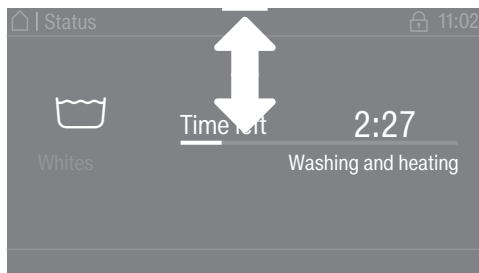 | Status 11:02
Time left 2:27
Whites Washing and heating